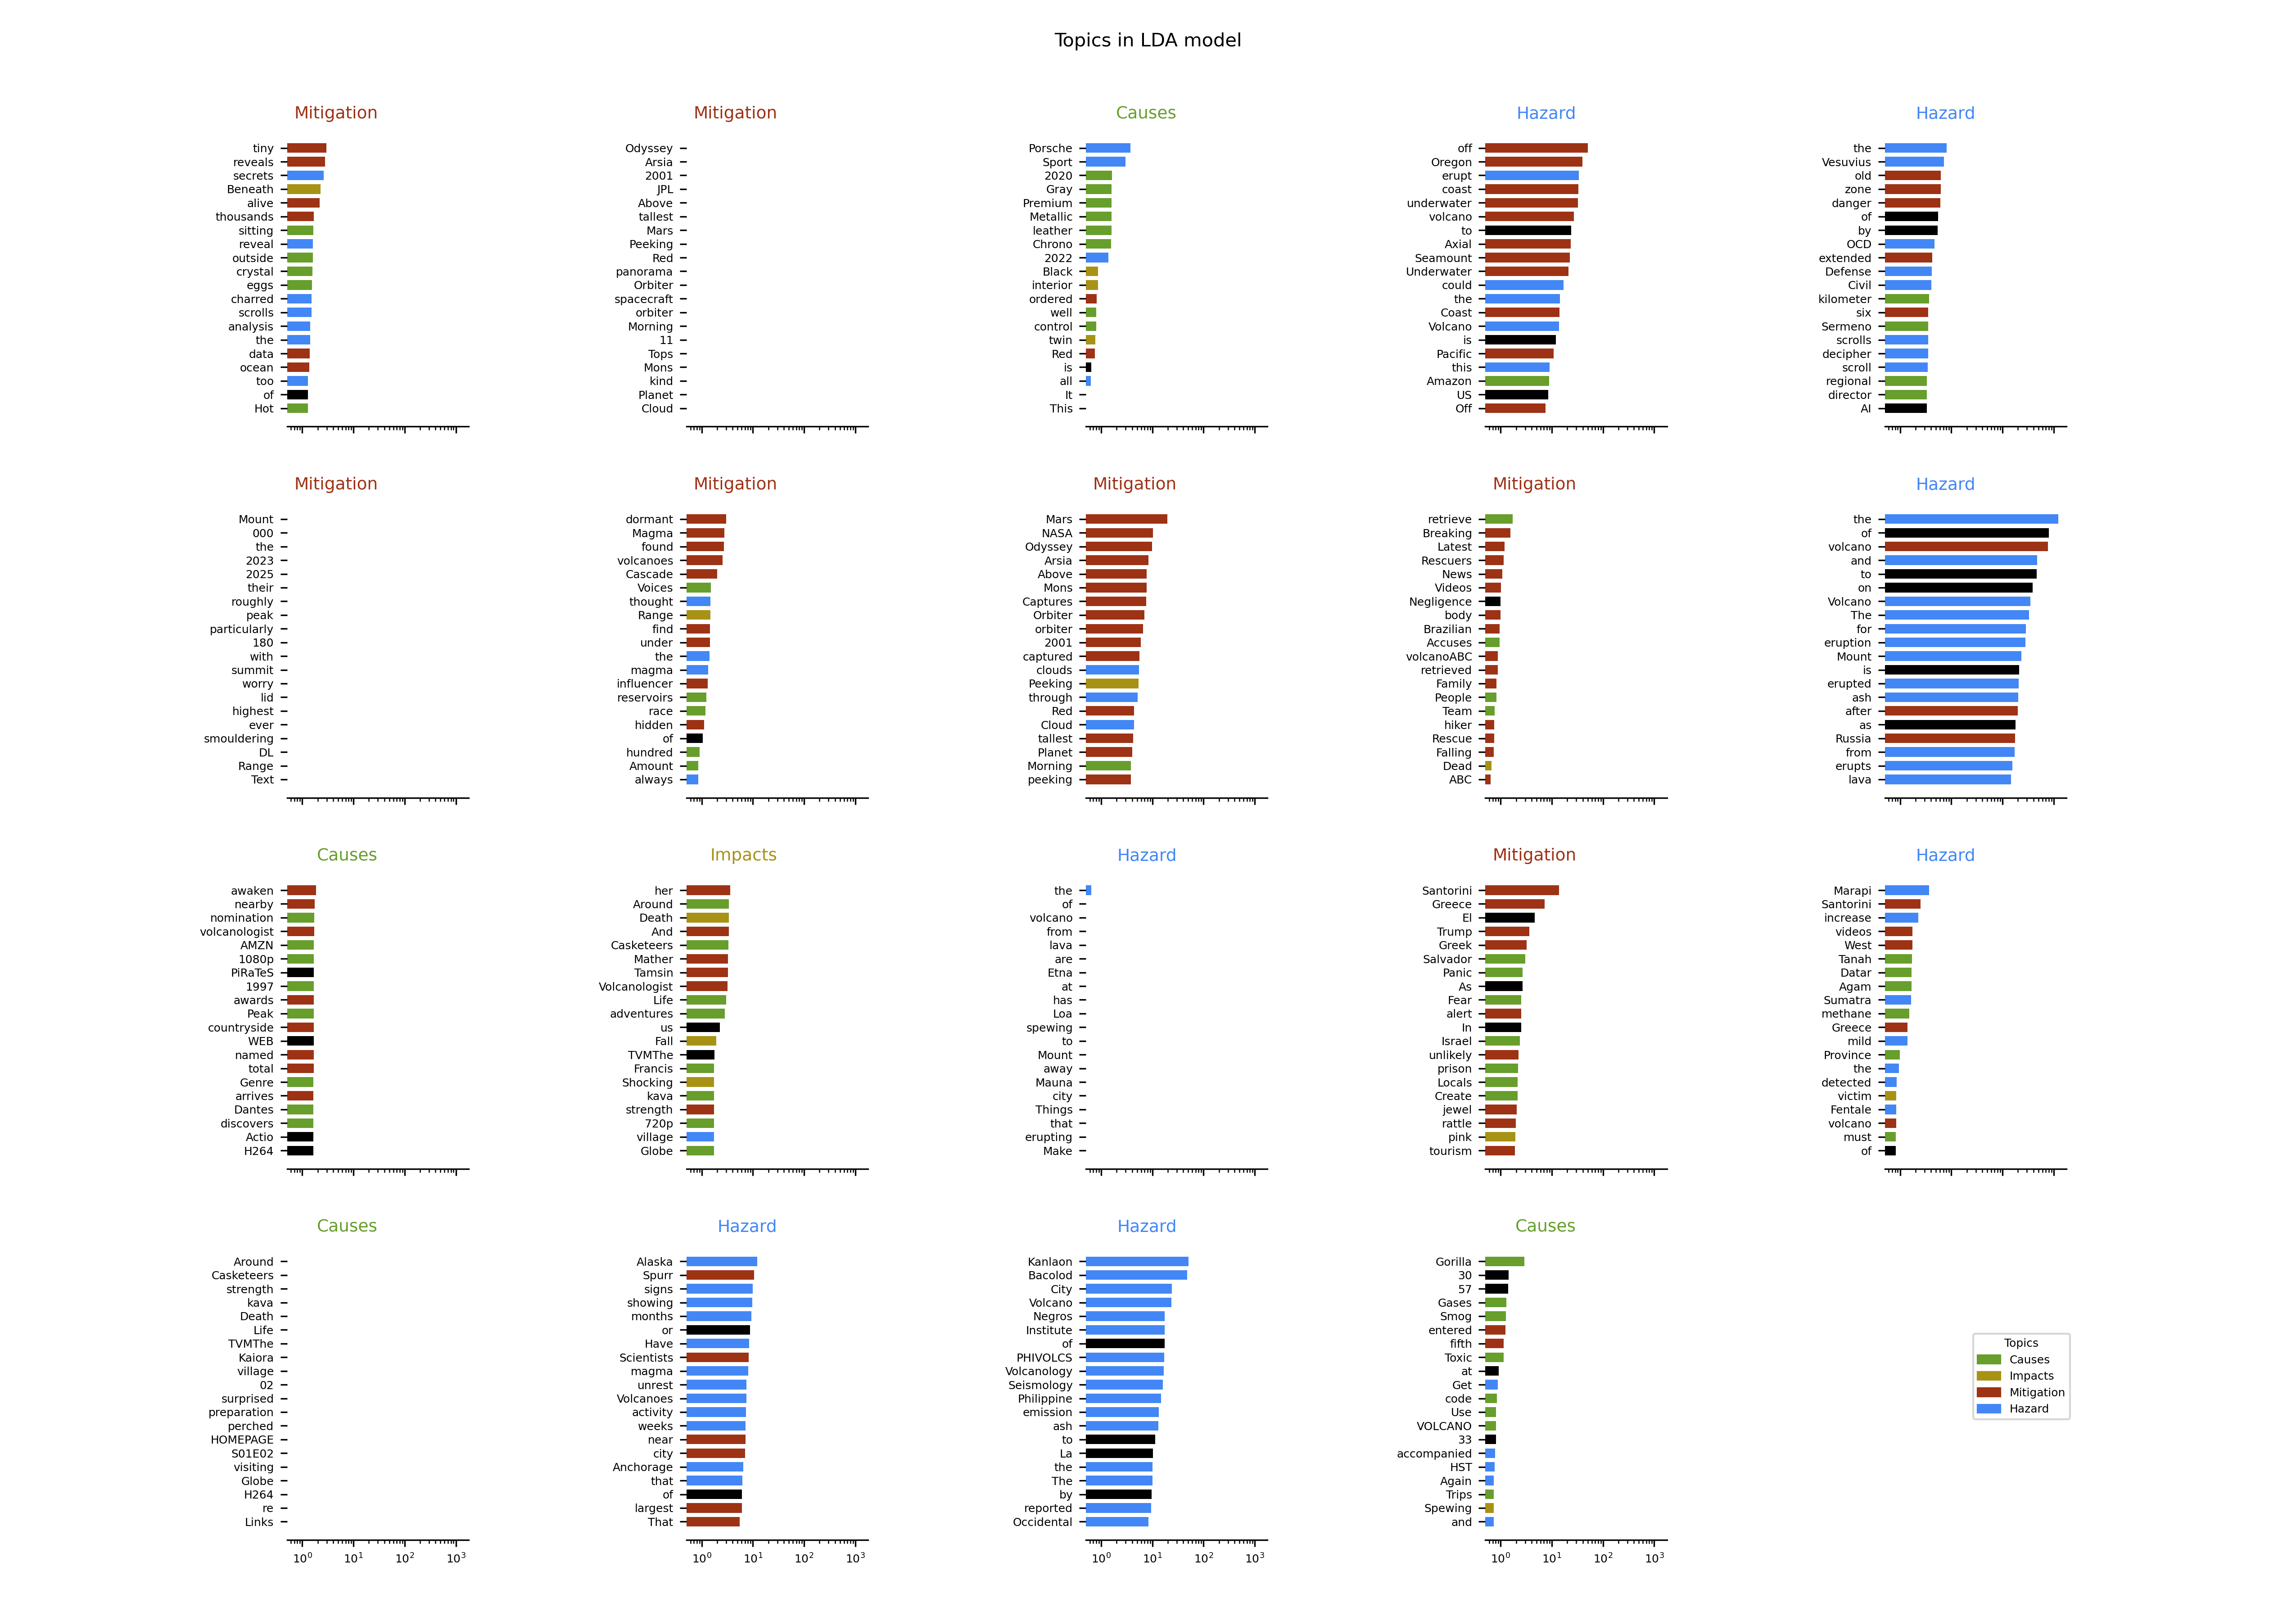 Topics in LDA model
Mitigation
tiny
reveals
secrets
Beneath
alive
thousands
sitting
reveal
outside
crystal
eggs
charred
scrolls
analysis
the
data
ocean
too
of
Hot
Mitigation
Odyssey
Arsia
2001
JPL
Above
tallest
Mars
Peeking
Red
panorama
Orbiter
spacecraft
orbiter
Morning
11
Tops
Mons
kind
Planet
Cloud
Causes
Porsche
Sport
2020
Gray
Premium
Metallic
leather
Chrono
2022
Black
interior
ordered
well
control
twin
Red
is
all
It
This
Hazard
off
Oregon
erupt
coast
underwater
volcano
to
Axial
Seamount
Underwater
could
the
Coast
Volcano
is
Pacific
this
Amazon
US
Off
Hazard
the
Vesuvius
old
zone
danger
of
by
OCD
extended
Defense
Civil
kilometer
six
Sermeno
scrolls
decipher
scroll
regional
director
AI
Mitigation
Mount
000
the
2023
2025
their
roughly
peak
particularly
180
with
summit
worry
lid
highest
ever
smouldering
DL
Range
Text
Mitigation
dormant
Magma
found
volcanoes
Cascade
Voices
thought
Range
find
under
the
magma
influencer
reservoirs
race
hidden
of
hundred
Amount
always
Mitigation
Mars
NASA
Odyssey
Arsia
Above
Mons
Captures
Orbiter
orbiter
2001
captured
clouds
Peeking
through
Red
Cloud
tallest
Planet
Morning
peeking
Mitigation
retrieve
Breaking
Latest
Rescuers
News
Videos
Negligence
body
Brazilian
Accuses
volcanoABC
retrieved
Family
People
Team
hiker
Rescue
Falling
Dead
ABC
Hazard
the
of
volcano
and
to
on
Volcano
The
for
eruption
Mount
is
erupted
ash
after
as
Russia
from
erupts
lava
Causes
awaken
nearby
nomination
volcanologist
AMZN
1080p
PiRaTeS
1997
awards
Peak
countryside
WEB
named
total
Genre
arrives
Dantes
discovers
Actio
H264
Impacts
her
Around
Death
And
Casketeers
Mather
Tamsin
Volcanologist
Life
adventures
us
Fall
TVMThe
Francis
Shocking
kava
strength
720p
village
Globe
Hazard
the
of
volcano
from
lava
are
Etna
at
has
Loa
spewing
to
Mount
away
Mauna
city
Things
that
erupting
Make
Mitigation
Santorini
Greece
El
Trump
Greek
Salvador
Panic
As
Fear
alert
In
Israel
unlikely
prison
Locals
Create
jewel
rattle
pink
tourism
Hazard
Marapi
Santorini
increase
videos
West
Tanah
Datar
Agam
Sumatra
methane
Greece
mild
Province
the
detected
victim
Fentale
volcano
must
of
Causes
Around
Casketeers
strength
kava
Death
Life
TVMThe
Kaiora
village
02
surprised
preparation
perched
HOMEPAGE
S01E02
visiting
Globe
H264
re
Links
10⁰ 10¹ 10² 10³
Hazard
Alaska
Spurr
signs
showing
months
or
Have
Scientists
magma
unrest
Volcanoes
activity
weeks
near
city
Anchorage
that
of
largest
That
10⁰ 10¹ 10² 10³
Hazard
Kanlaon
Bacolod
City
Volcano
Negros
Institute
of
PHIVOLCS
Volcanology
Seismology
Philippine
emission
ash
to
La
the
The
by
reported
Occidental
10⁰ 10¹ 10² 10³
Causes
Gorilla
30
57
Gases
Smog
entered
fifth
Toxic
at
Get
code
Use
VOLCANO
33
accompanied
HST
Again
Trips
Spewing
and
10⁰ 10¹ 10² 10³
Topics
Causes
Impacts
Mitigation
Hazard